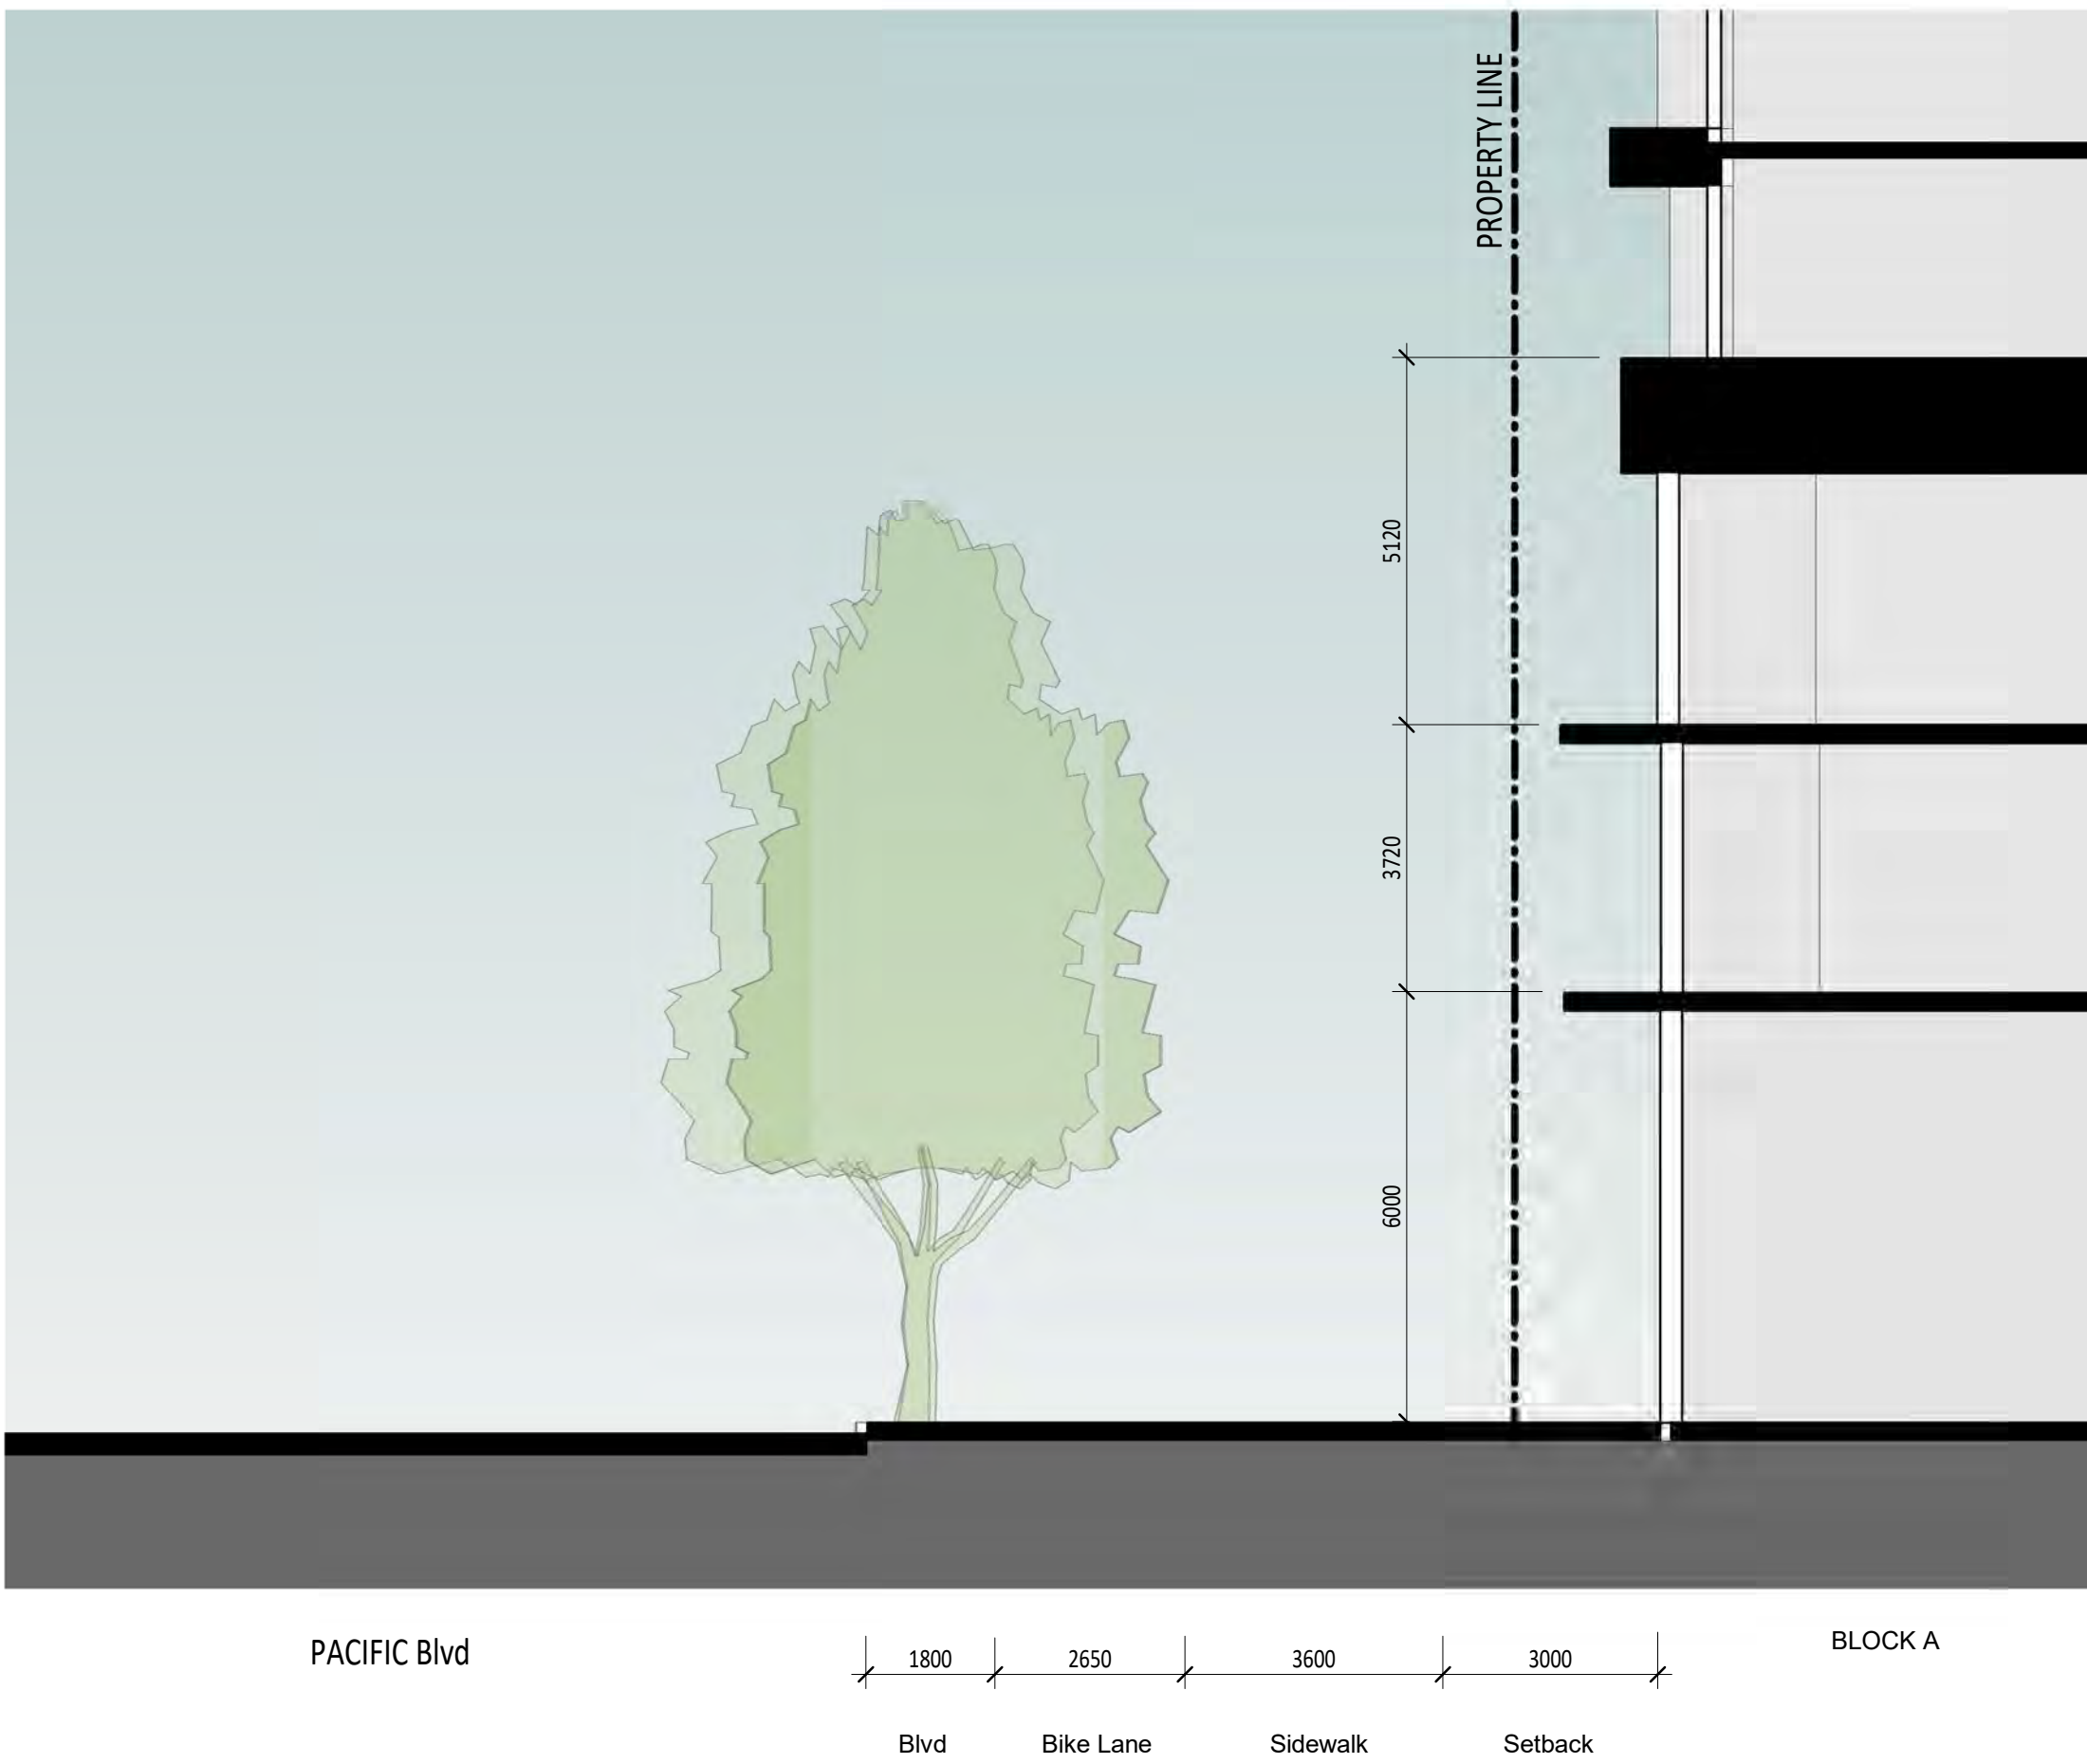 PROPERTY LINE
5120
3720
6000
PACIFIC Blvd
BLOCK A
1800 2650 3600 3000
Blvd Bike Lane Sidewalk Setback